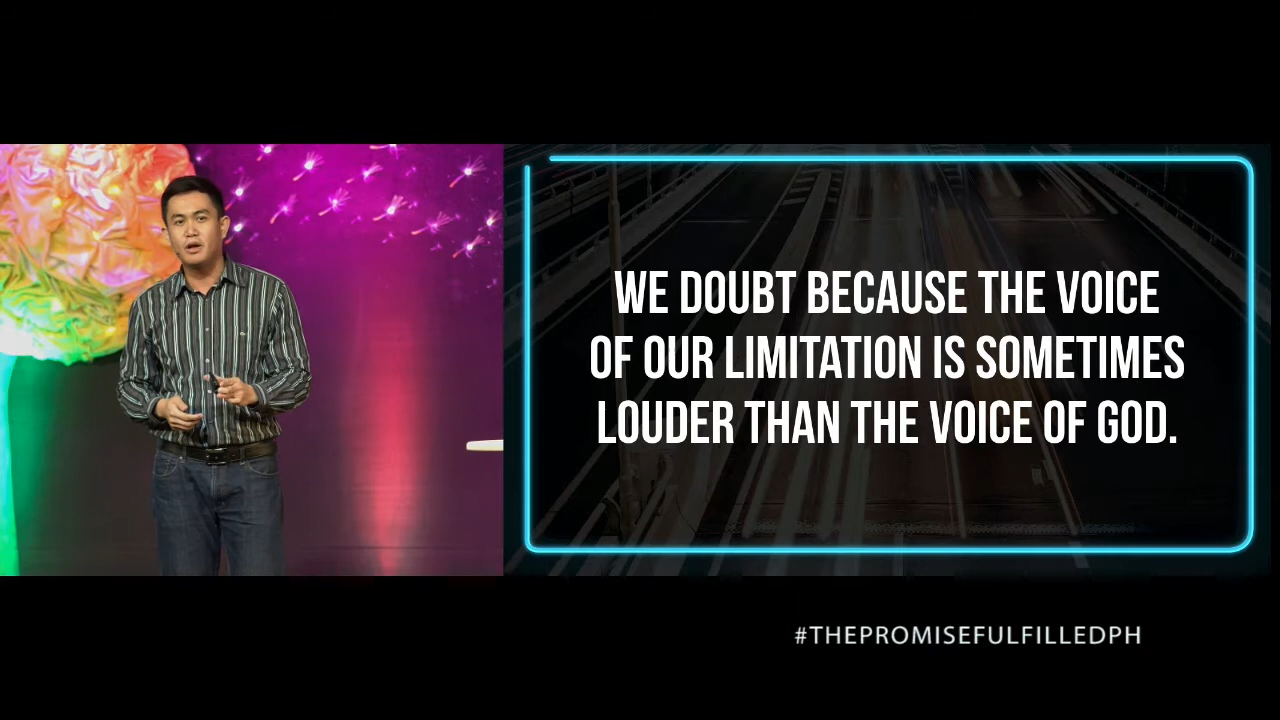 WE DOUBT BECAUSE THE VOICE
OF OUR LIMITATION IS SOMETIMES
LOUDER THAN THE VOICE OF GOD.
#THEPROMISEFULFILLEDPH